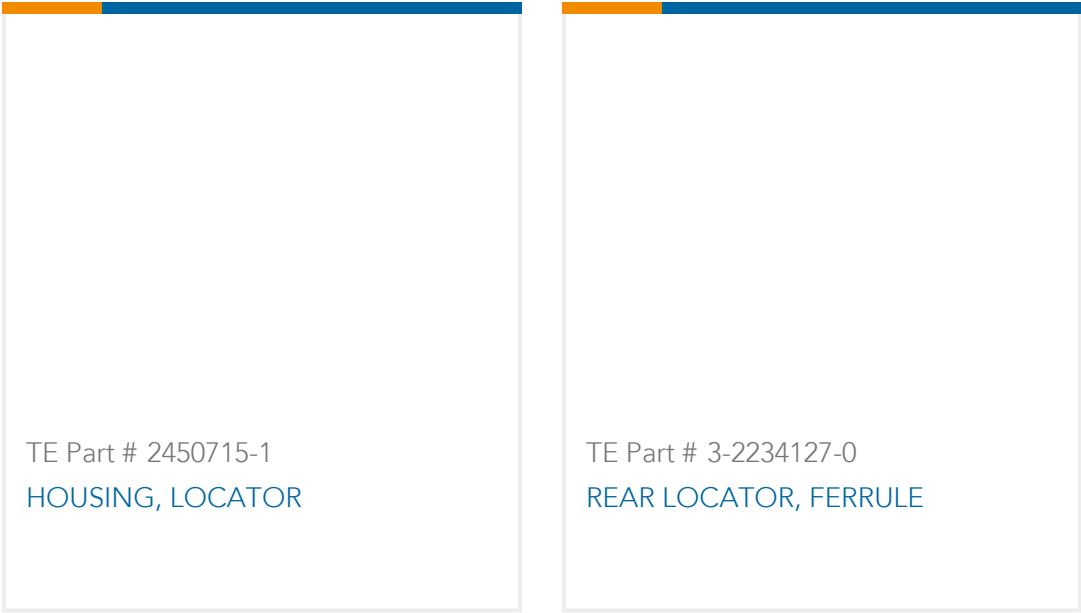 TE Part # 2450715-1
HOUSING, LOCATOR
TE Part # 3-2234127-0
REAR LOCATOR, FERRULE